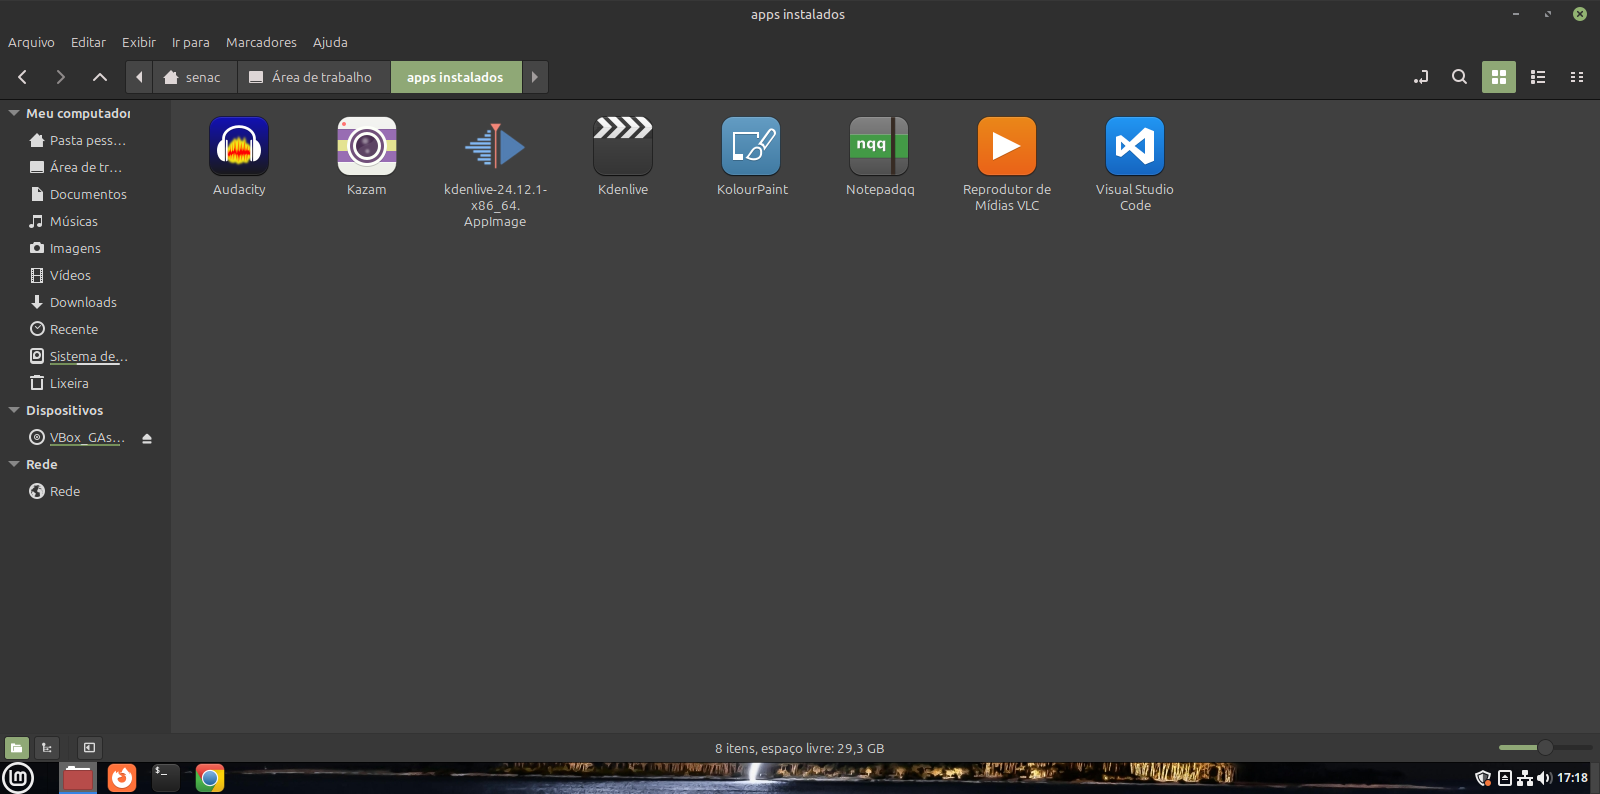 apps instalados
Arquivo Editar Exibir Ir para Marcadores Ajuda
senac Área de trabalho apps instalados
Meu computador
Pasta pess...
Área de tr...
Documentos
Músicas
Imagens
Vídeos
Downloads
Recente
Sistema de...
Lixeira
Dispositivos
VBox_GAs...
Rede
Rede
Audacity
Kazam
kdenlive-24.12.1-
x86_64.
AppImage
Kdenlive
KolourPaint
nqq
Notepadqq
Reprodutor de
Mídias VLC
Visual Studio
Code
8 itens, espaço livre: 29,3 GB
$_
17:18